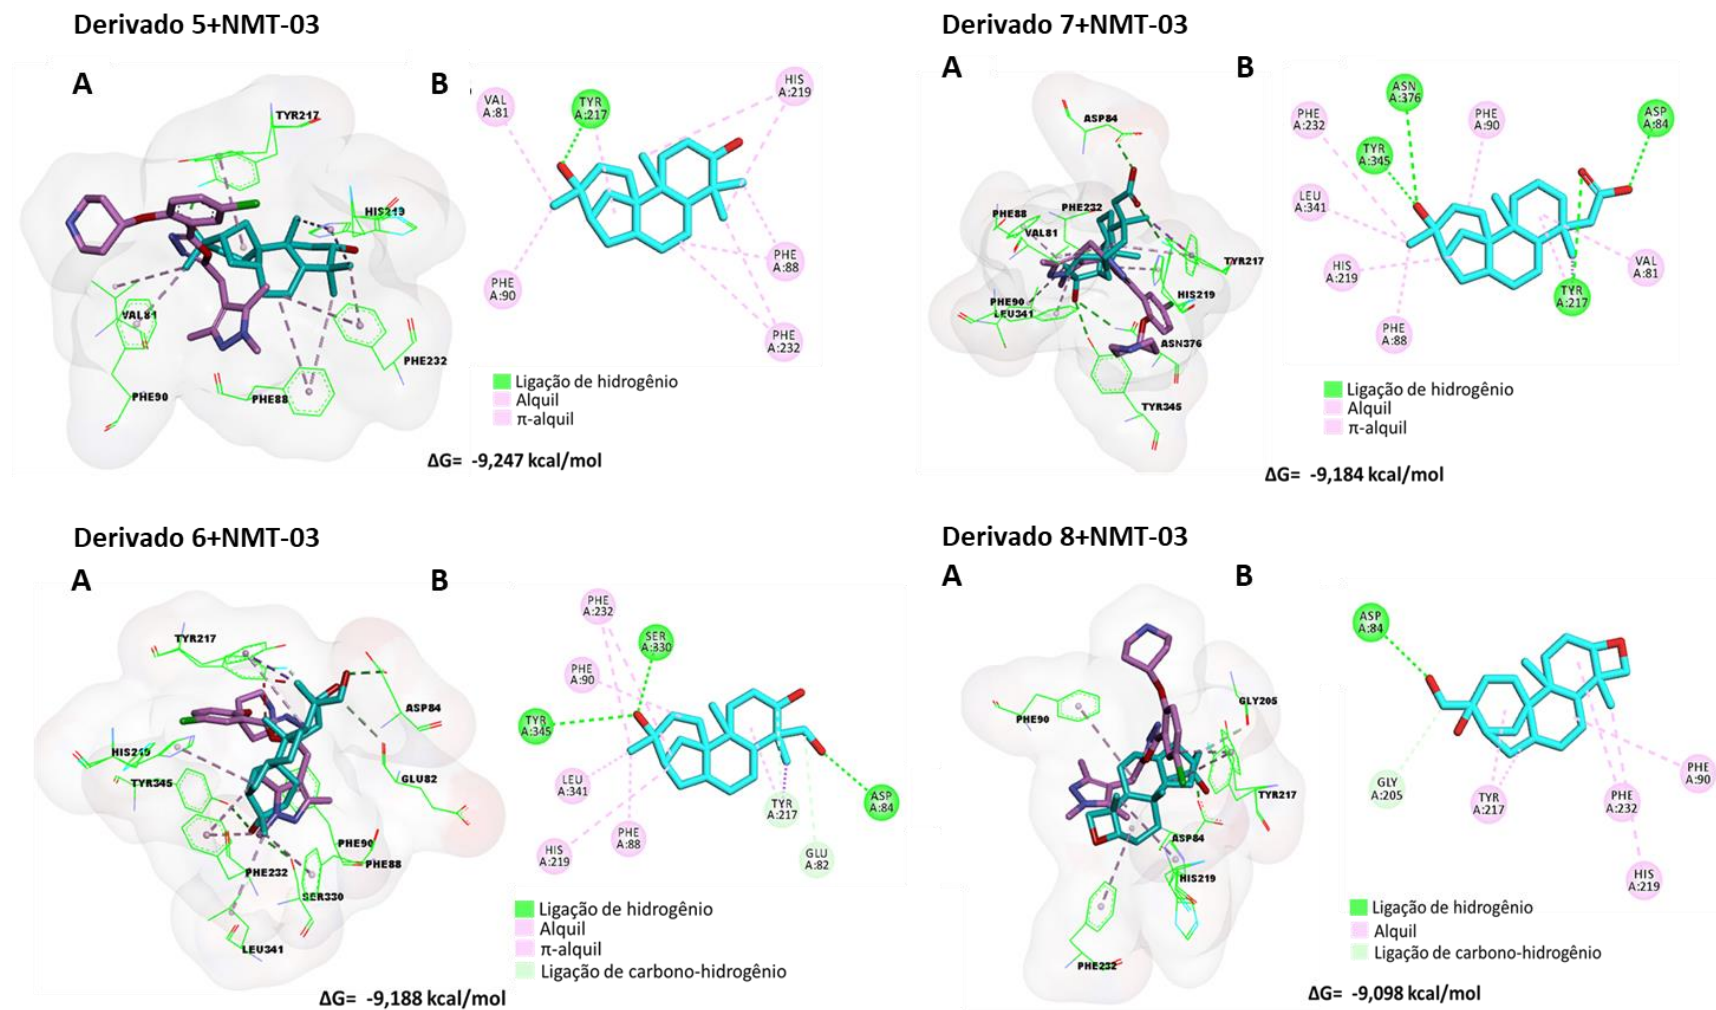 Derivado 5+NMT-03
A
B
TYR217
HIS219
VAL81
PHE90
PHE88
PHE232
VAL
A:81
TYR
217
HIS
A:219
PHE
A:90
PHE
A:88
PHE
A:232
Ligação de hidrogênio
Alquil
π-alquil
ΔG= -9,247 kcal/mol
Derivado 7+NMT-03
A
B
ASP84
PHE88
PHE232
VAL81
TYR217
HIS219
PHE90
LEU341
ASN376
TYR345
PHE
A:232
ASN
A:376
PHE
A:90
ASP
A:84
TYR
A:345
LEU
A:341
HIS
A:219
VAL
A:81
TYR
A:217
PHE
A:88
Ligação de hidrogênio
Alquil
π-alquil
ΔG= -9,184 kcal/mol
Derivado 6+NMT-03
A
B
TYR217
ASP84
HIS219
TYR345
GLU82
PHE90
PHE88
PHE232
SER330
LEU341
PHE
A:232
SER
A:330
PHE
A:90
TYR
A:345
LEU
A:341
TYR
A:217
ASP
A:84
HIS
A:219
PHE
A:88
GLU
A:82
Ligação de hidrogênio
Alquil
π-alquil
Ligação de carbono-hidrogênio
ΔG= -9,188 kcal/mol
Derivado 8+NMT-03
A
B
GLY205
PHE90
TYR217
ASP84
HIS219
PHE232
ASP
A:84
GLY
A:205
TYR
A:217
PHE
A:232
PHE
A:90
HIS
A:219
Ligação de hidrogênio
Alquil
Ligação de carbono-hidrogênio
ΔG= -9,098 kcal/mol